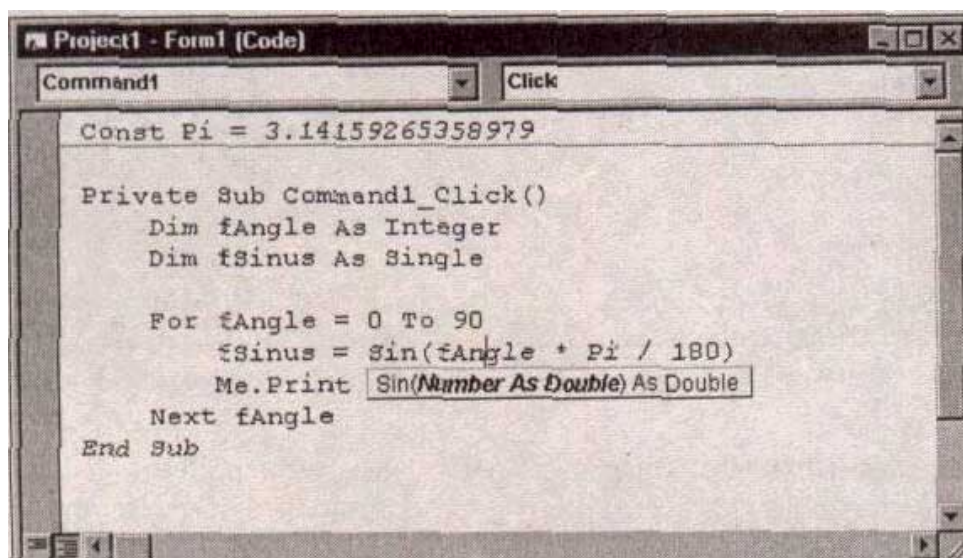 Project1 - Form1 (Code)
Command1 Click
Const Pi = 3.14159265358979
Private Sub Command1_Click()
Dim fAngle As Integer
Dim fSinus As Single
For fAngle = 0 To 90
fSinus = Sin(fAngle * Pi / 180)
Me.Print Sin(Number As Double) As Double
Next fAngle
End Sub